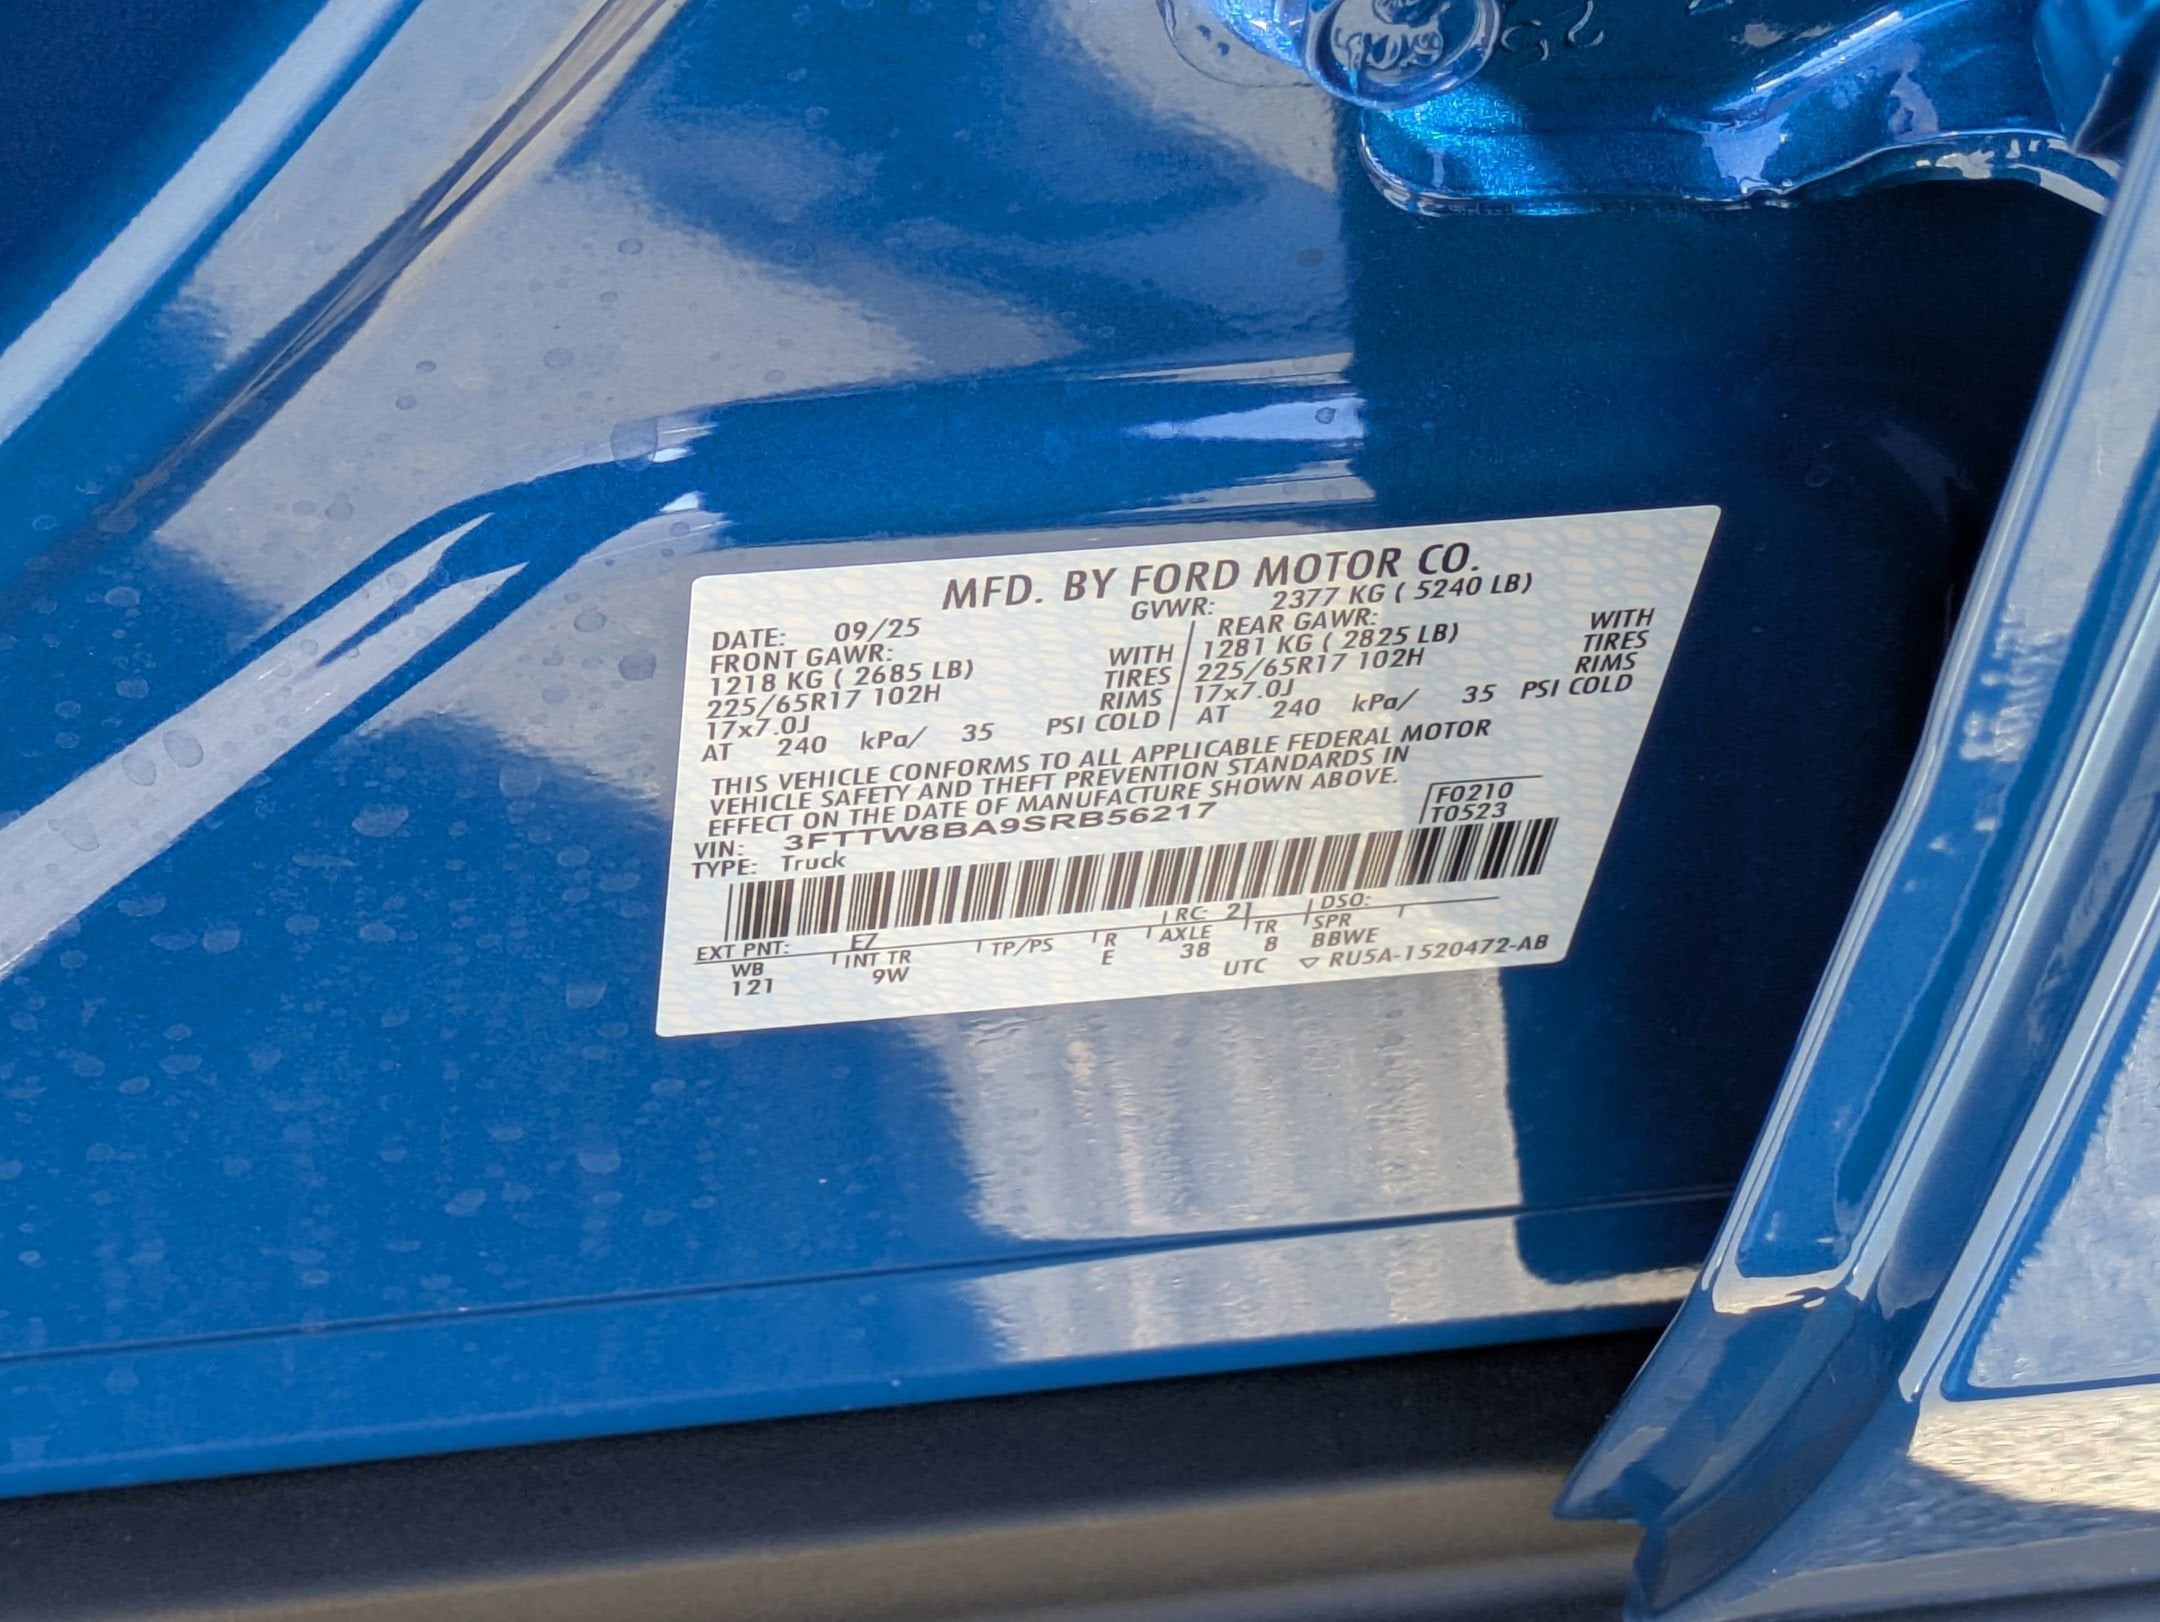 MFD. BY FORD MOTOR CO.
DATE: 09/25 GVWR: 2377 KG ( 5240 LB)
FRONT GAWR: REAR GAWR:
1218 KG ( 2685 LB) WITH 1281 KG ( 2825 LB) WITH
225/65R17 102H TIRES 225/65R17 102H TIRES
17x7.0J RIMS 17x7.0J RIMS
AT 240 kPa/ 35 PSI COLD AT 240 kPa/ 35 PSI COLD
THIS VEHICLE CONFORMS TO ALL APPLICABLE FEDERAL MOTOR
VEHICLE SAFETY AND THEFT PREVENTION STANDARDS IN
EFFECT ON THE DATE OF MANUFACTURE SHOWN ABOVE.
F0210
VIN: 3FTTW8BA9SRB56217 T0523
TYPE: Truck
EXT PNT: E7 RC: 21 DSO:
WB INT TR TP/PS R AXLE TR SPR
121 9W E 38 8 BBWE
UTC ▽ RU5A-1520472-AB